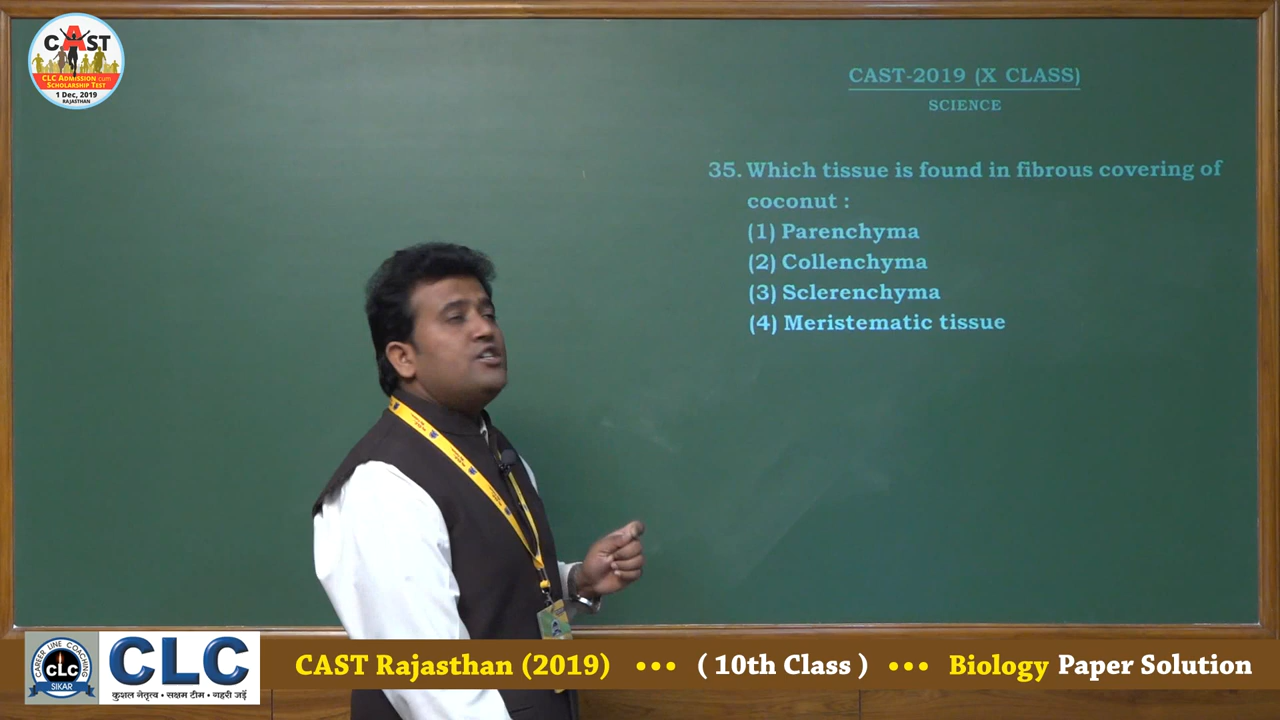 CAST
CLC ADMISSION cum
SCHOLARSHIP TEST
1 Dec, 2019
RAJASTHAN
CAST-2019 (X CLASS)
SCIENCE
35. Which tissue is found in fibrous covering of
coconut :
(1) Parenchyma
(2) Collenchyma
(3) Sclerenchyma
(4) Meristematic tissue
CAREER LINE COACHING
CLC
SIKAR
CLC
कुशल नेतृत्व • सक्षम टीम • गहरी जड़ें
CAST Rajasthan (2019) ••• ( 10th Class ) ••• Biology Paper Solution